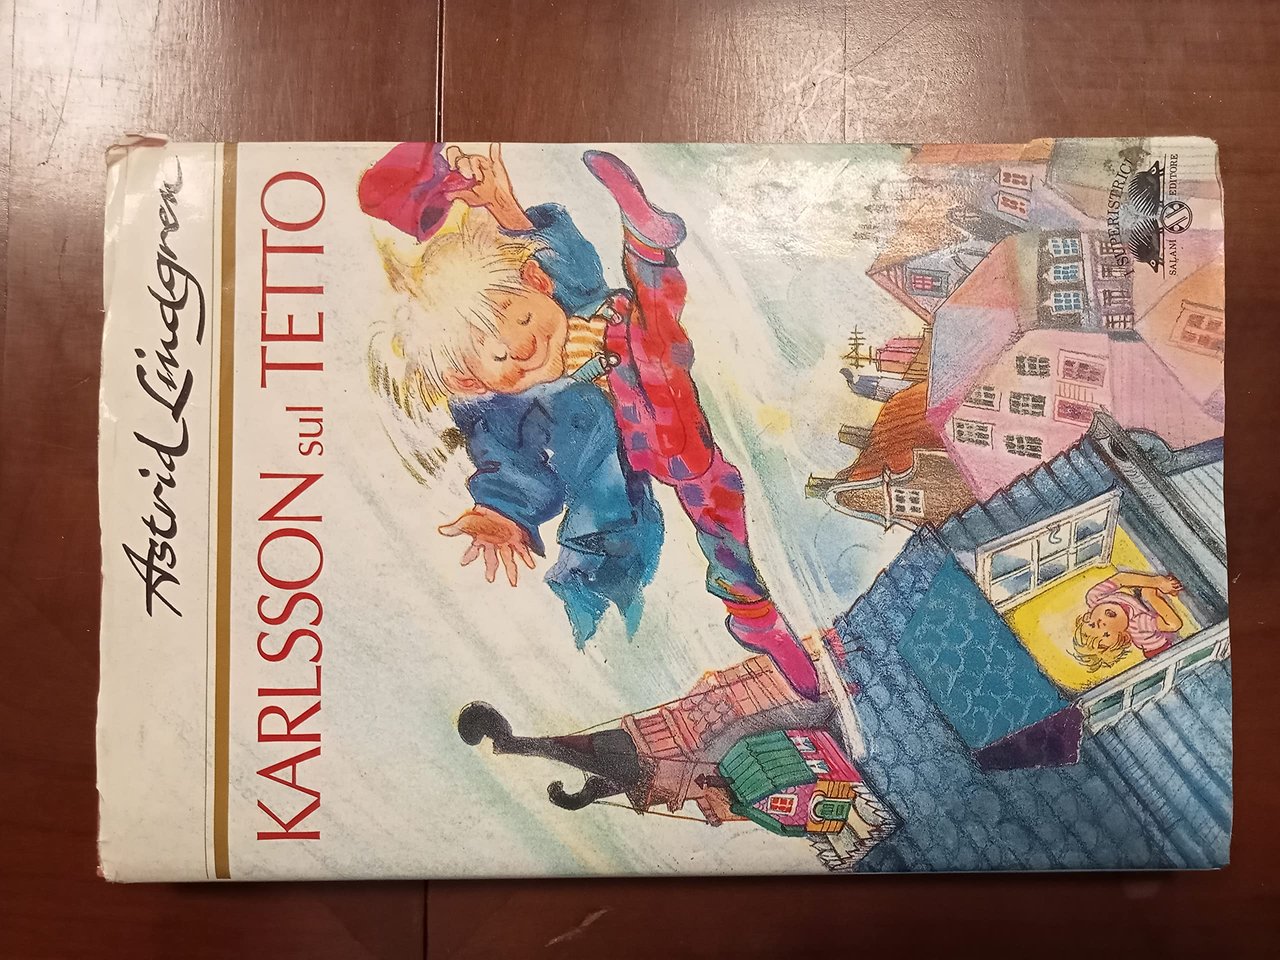 Astrid Lindgren
KARLSSON sul TETTO
I SUPERISTRICI
SALANI EDITORE